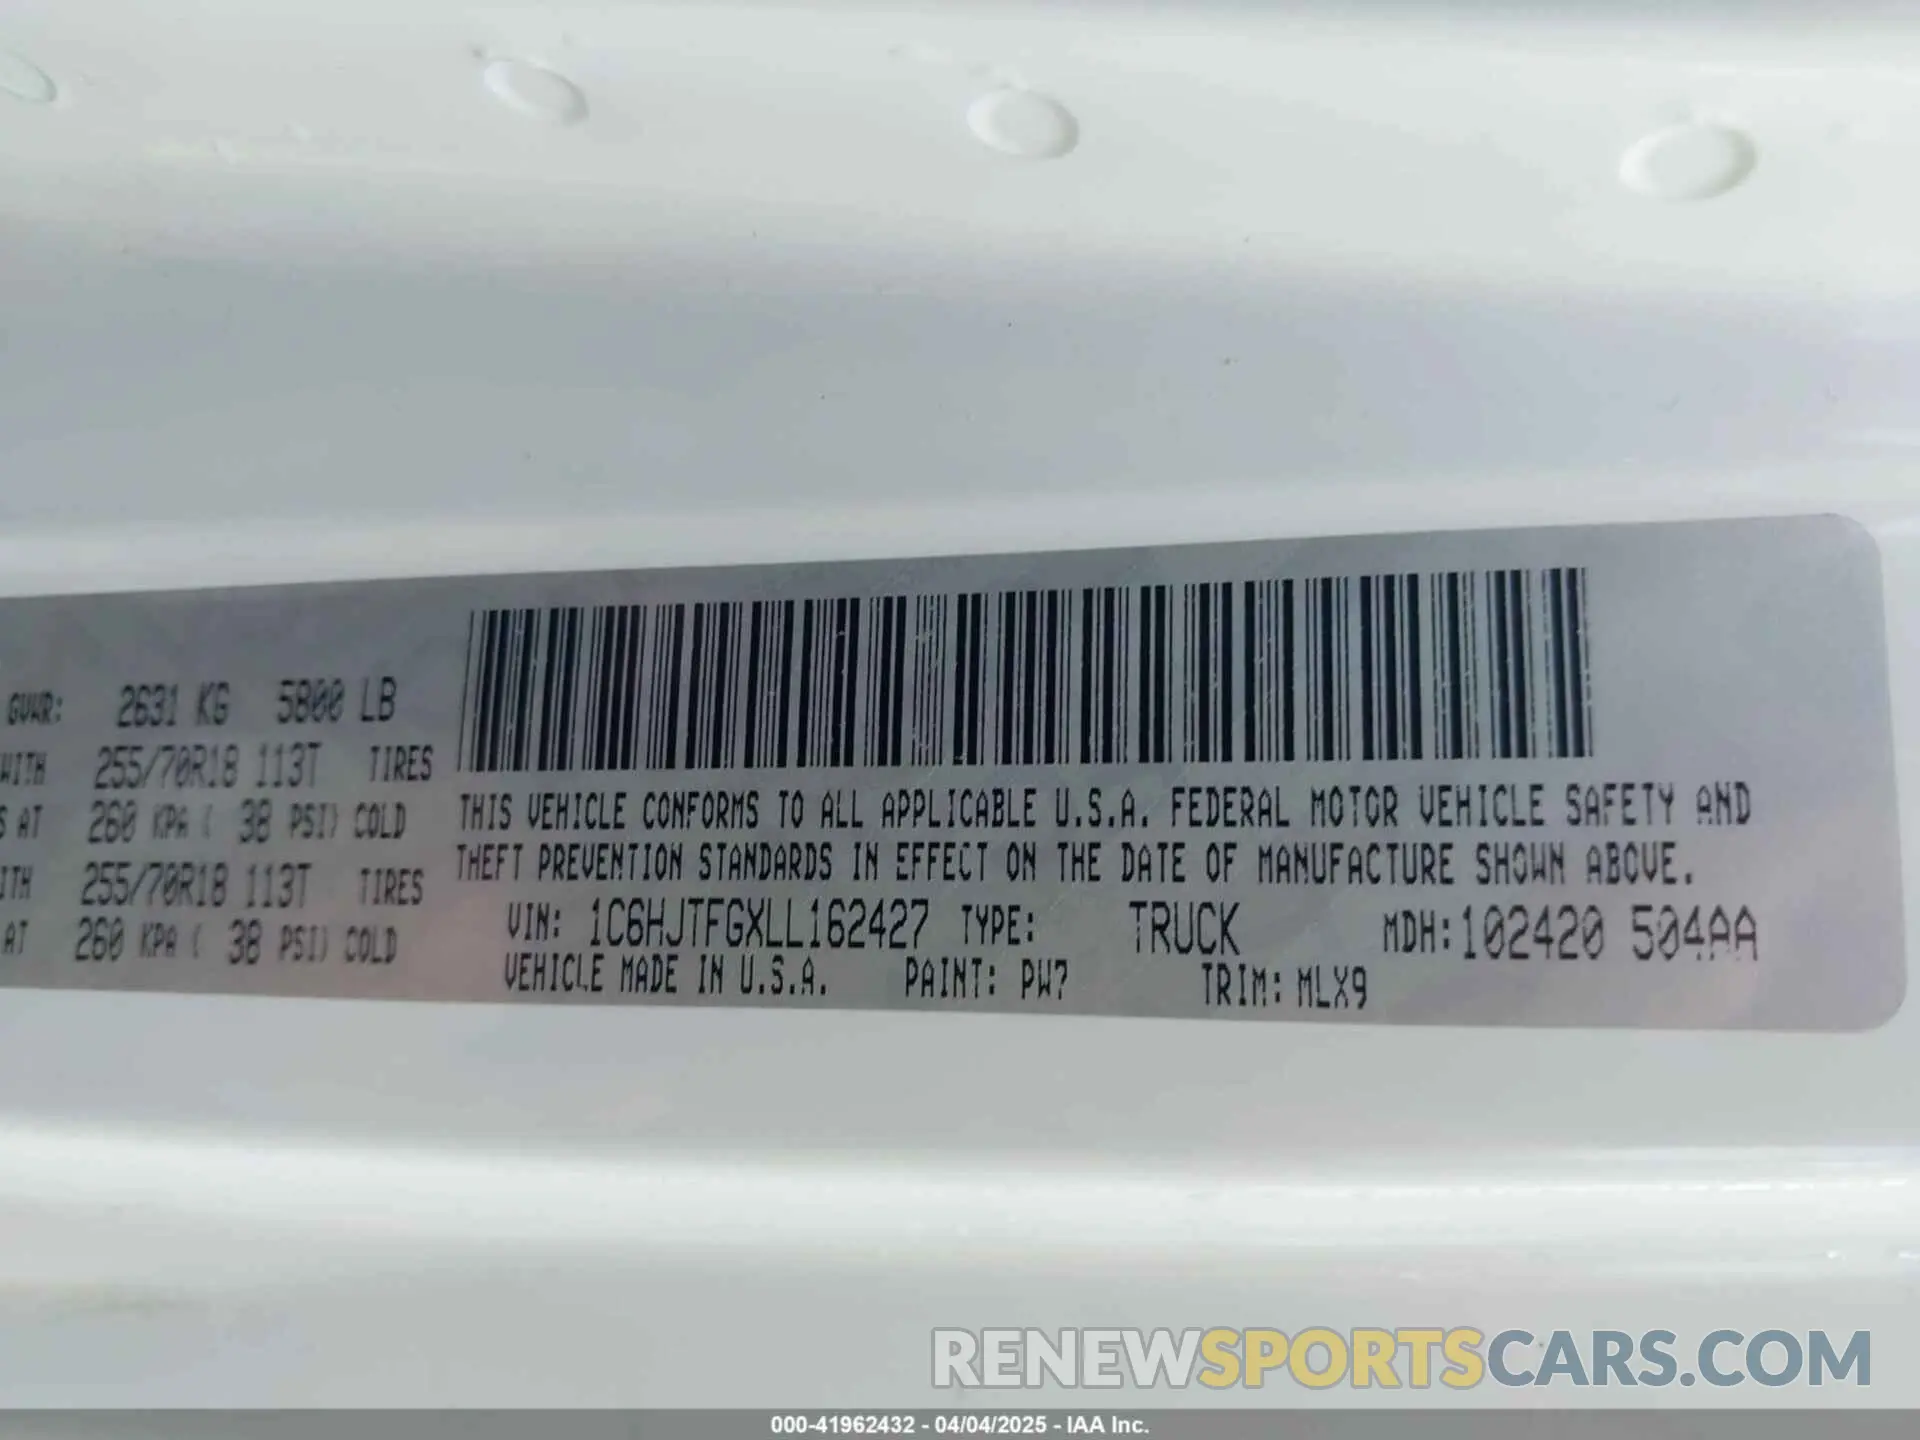 GVWR: 2631 KG 5800 LB
WITH 255/70R18 113T TIRES
S AT 260 KPA ( 38 PSI) COLD
ITH 255/70R18 113T TIRES
AT 260 KPA ( 38 PSI) COLD
THIS VEHICLE CONFORMS TO ALL APPLICABLE U.S.A. FEDERAL MOTOR VEHICLE SAFETY AND
THEFT PREVENTION STANDARDS IN EFFECT ON THE DATE OF MANUFACTURE SHOWN ABOVE.
VIN: 1C6HJTFGXLL162427 TYPE: TRUCK MDH:102420 504AA
VEHICLE MADE IN U.S.A. PAINT: PW7 TRIM: MLX9
RENEWSPORTSCARS.COM
000-41962432 - 04/04/2025 - IAA Inc.